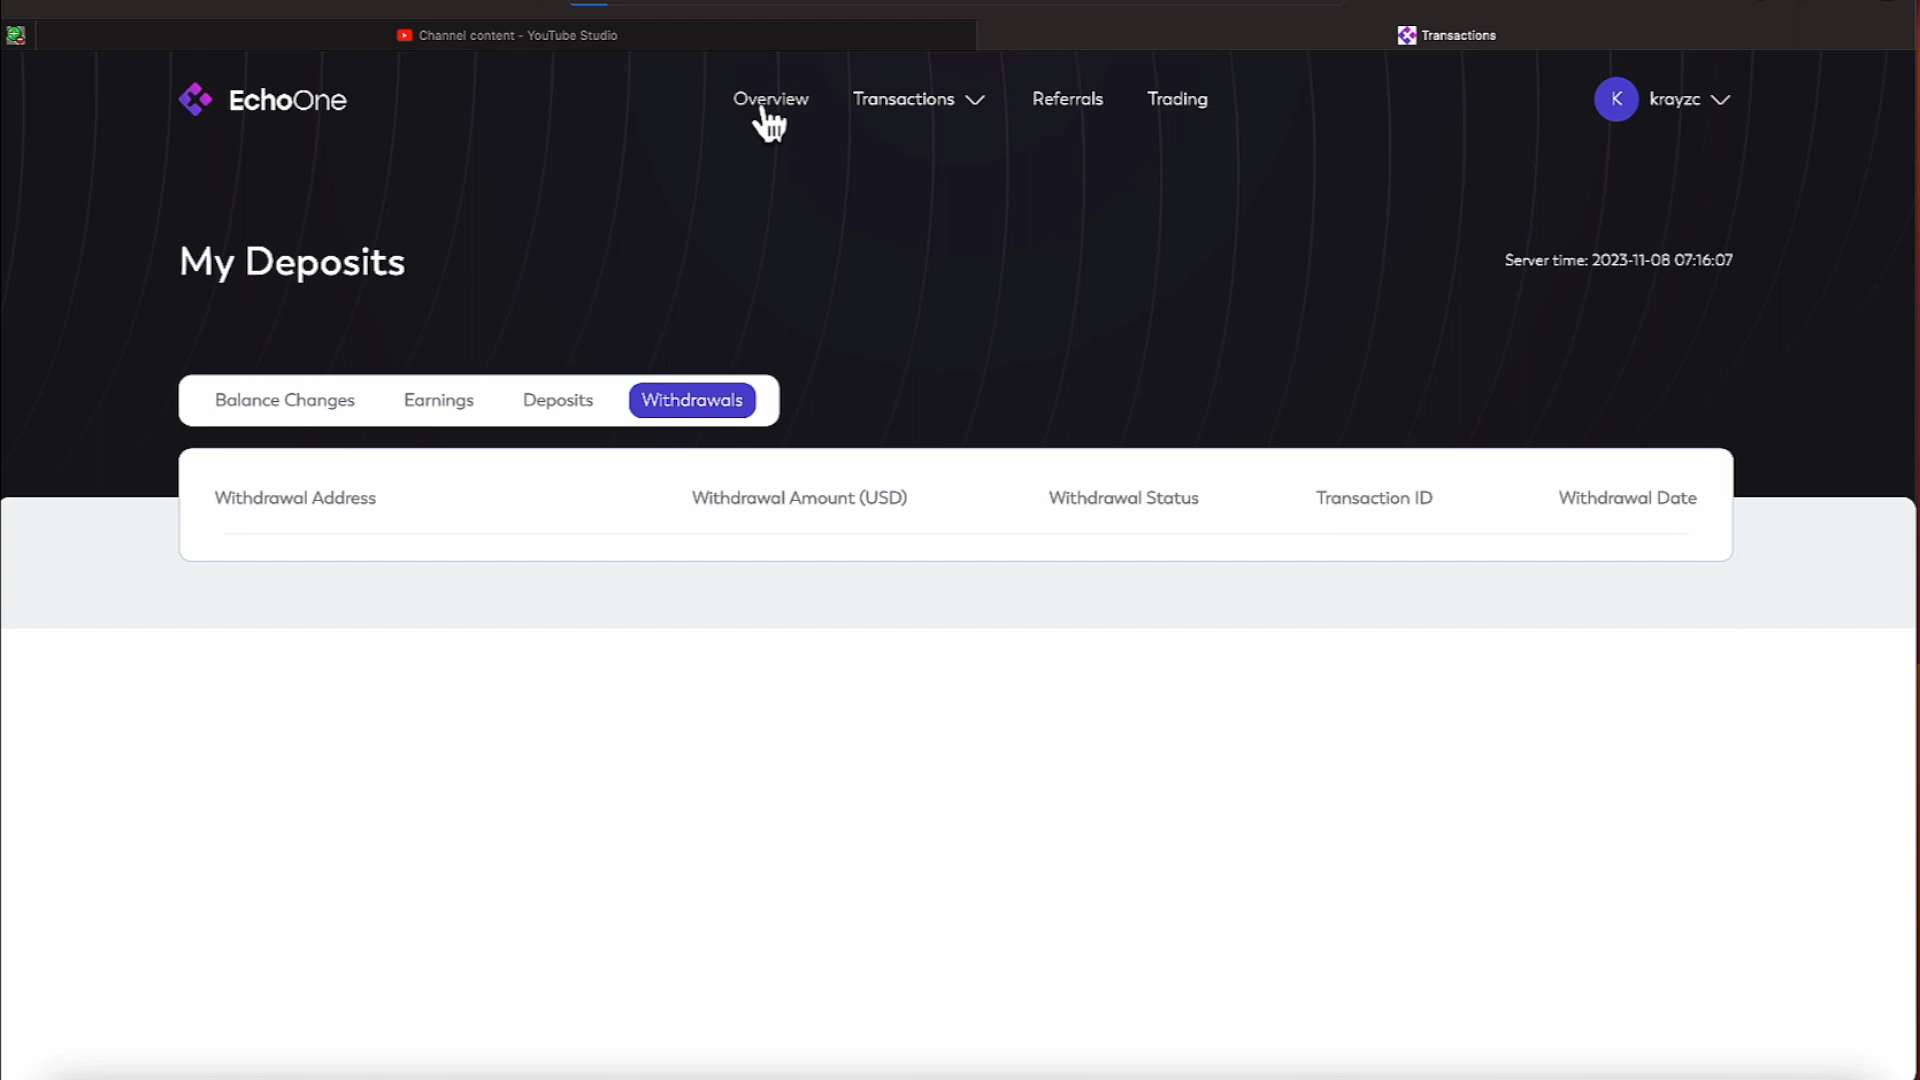 Channel content - YouTube Studio
Transactions
EchoOne
Overview
Transactions
Referrals
Trading
K
krayzc
My Deposits
Server time: 2023-11-08 07:16:07
Balance Changes
Earnings
Deposits
Withdrawals
Withdrawal Address
Withdrawal Amount (USD)
Withdrawal Status
Transaction ID
Withdrawal Date